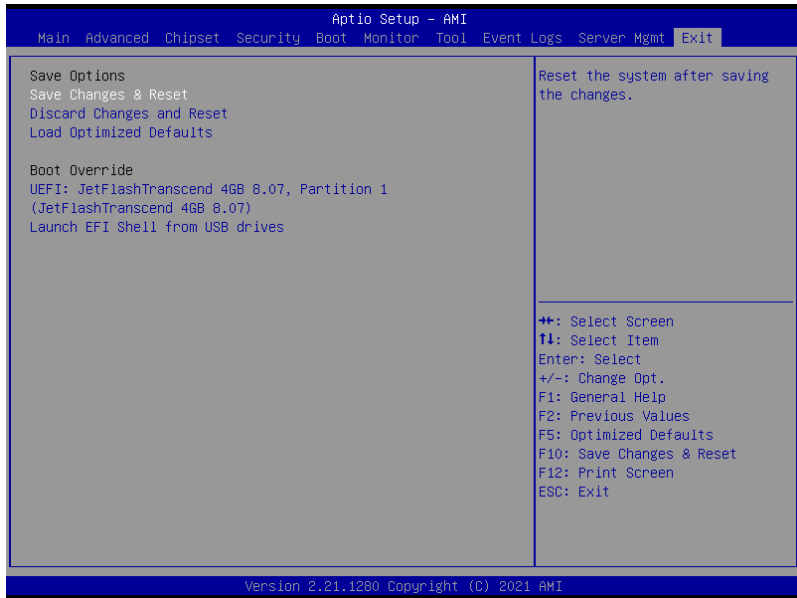 Aptio Setup – AMI
Main Advanced Chipset Security Boot Monitor Tool Event Logs Server Mgmt Exit
Save Options
Save Changes & Reset
Discard Changes and Reset
Load Optimized Defaults
Boot Override
UEFI: JetFlashTranscend 4GB 8.07, Partition 1
(JetFlashTranscend 4GB 8.07)
Launch EFI Shell from USB drives
Reset the system after saving
the changes.
→←: Select Screen
↑↓: Select Item
Enter: Select
+/-: Change Opt.
F1: General Help
F2: Previous Values
F5: Optimized Defaults
F10: Save Changes & Reset
F12: Print Screen
ESC: Exit
Version 2.21.1280 Copyright (C) 2021 AMI